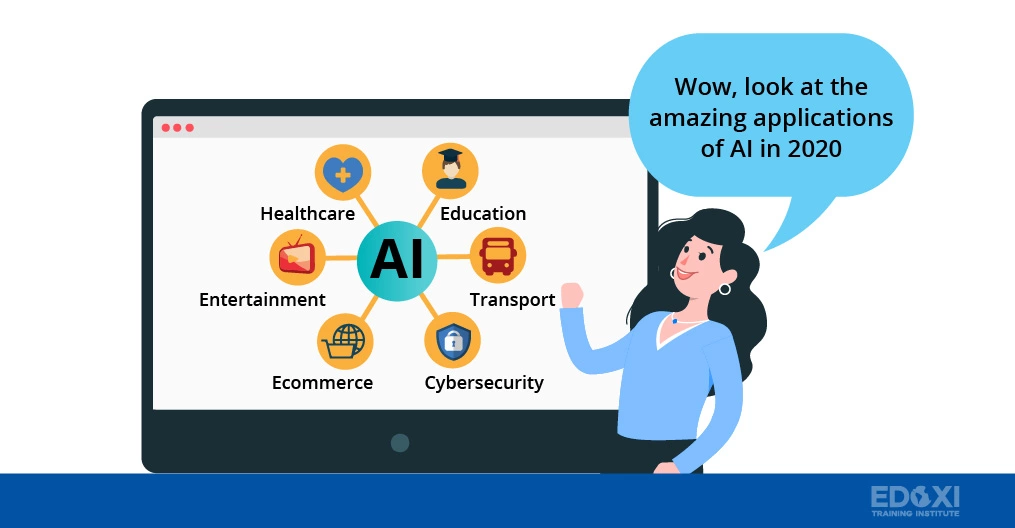 Wow, look at the
amazing applications
of AI in 2020
Healthcare
Education
AI
Entertainment
Transport
Ecommerce
Cybersecurity
EDOXI
TRAINING INSTITUTE